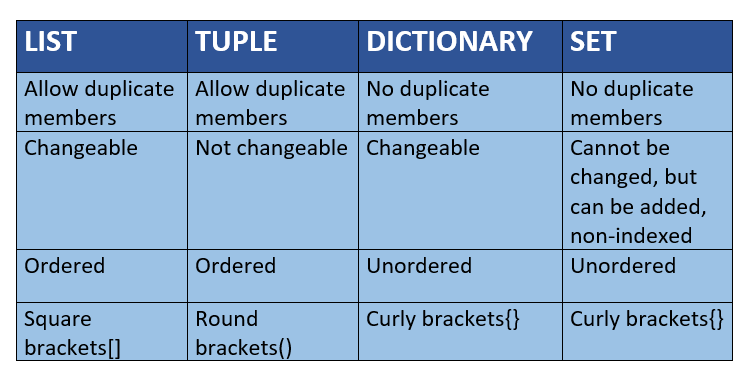 LIST
TUPLE
DICTIONARY
SET
Allow duplicate
members
Allow duplicate
members
No duplicate
members
No duplicate
members
Changeable
Not changeable
Changeable
Cannot be
changed, but
can be added,
non-indexed
Ordered
Ordered
Unordered
Unordered
Square
brackets[]
Round
brackets()
Curly brackets{}
Curly brackets{}